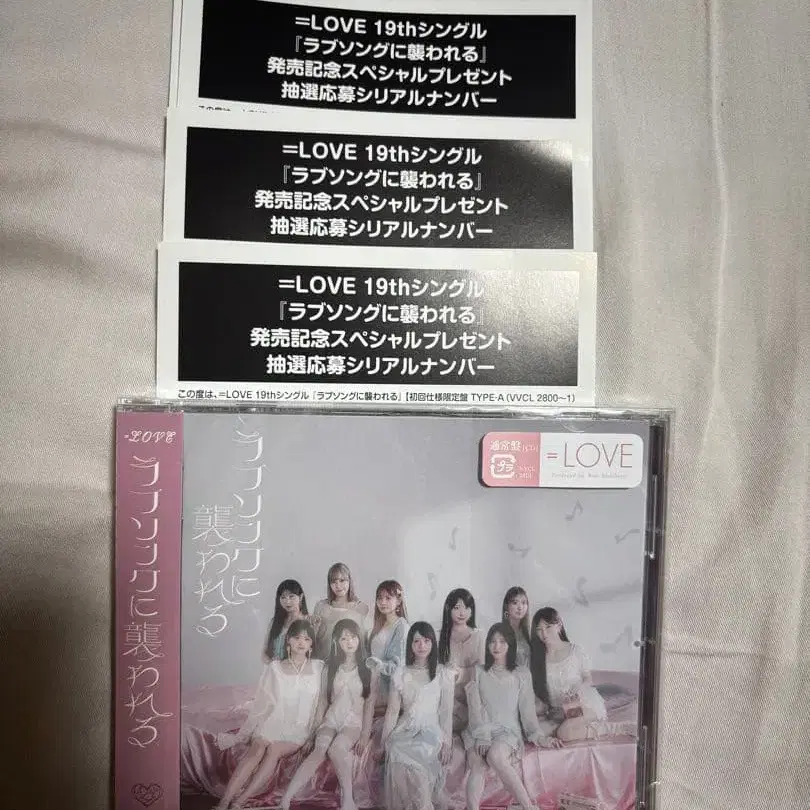 =LOVE 19thシングル
『ラブソングに襲われる』
発売記念スペシャルプレゼント
抽選応募シリアルナンバー
=LOVE 19thシングル
『ラブソングに襲われる』
発売記念スペシャルプレゼント
抽選応募シリアルナンバー
=LOVE 19thシングル
『ラブソングに襲われる』
発売記念スペシャルプレゼント
抽選応募シリアルナンバー
この度は、=LOVE 19thシングル『ラブソングに襲われる』【初回仕様限定盤 TYPE-A (VVCL 2800〜1)
=LOVE
ラブソングに襲われる
ラブソングに
襲われる
通常盤 [CD]
プラ
=LOVE